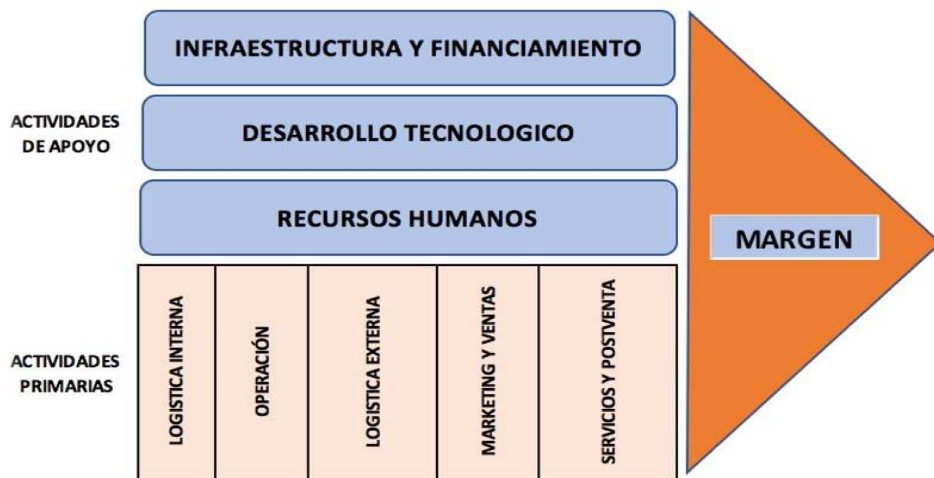 INFRAESTRUCTURA Y FINANCIAMIENTO
ACTIVIDADES
DE APOYO
DESARROLLO TECNOLOGICO
RECURSOS HUMANOS
MARGEN
ACTIVIDADES
PRIMARIAS
LOGISTICA INTERNA
OPERACIÓN
LOGISTICA EXTERNA
MARKETING Y VENTAS
SERVICIOS Y POSTVENTA